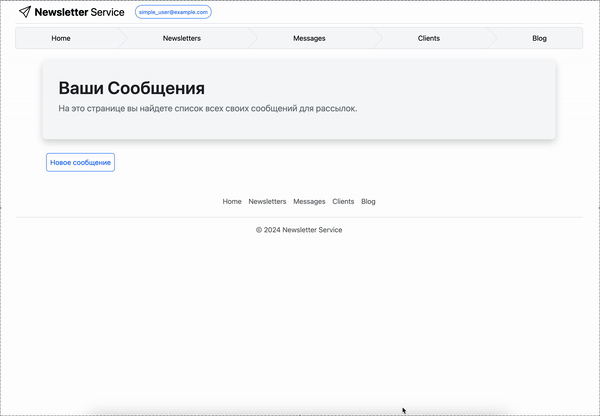 Newsletter Service simple_user@example.com
Home Newsletters Messages Clients Blog
Ваши Сообщения
На это странице вы найдете список всех своих сообщений для рассылок.
Новое сообщение
Home Newsletters Messages Clients Blog
© 2024 Newsletter Service